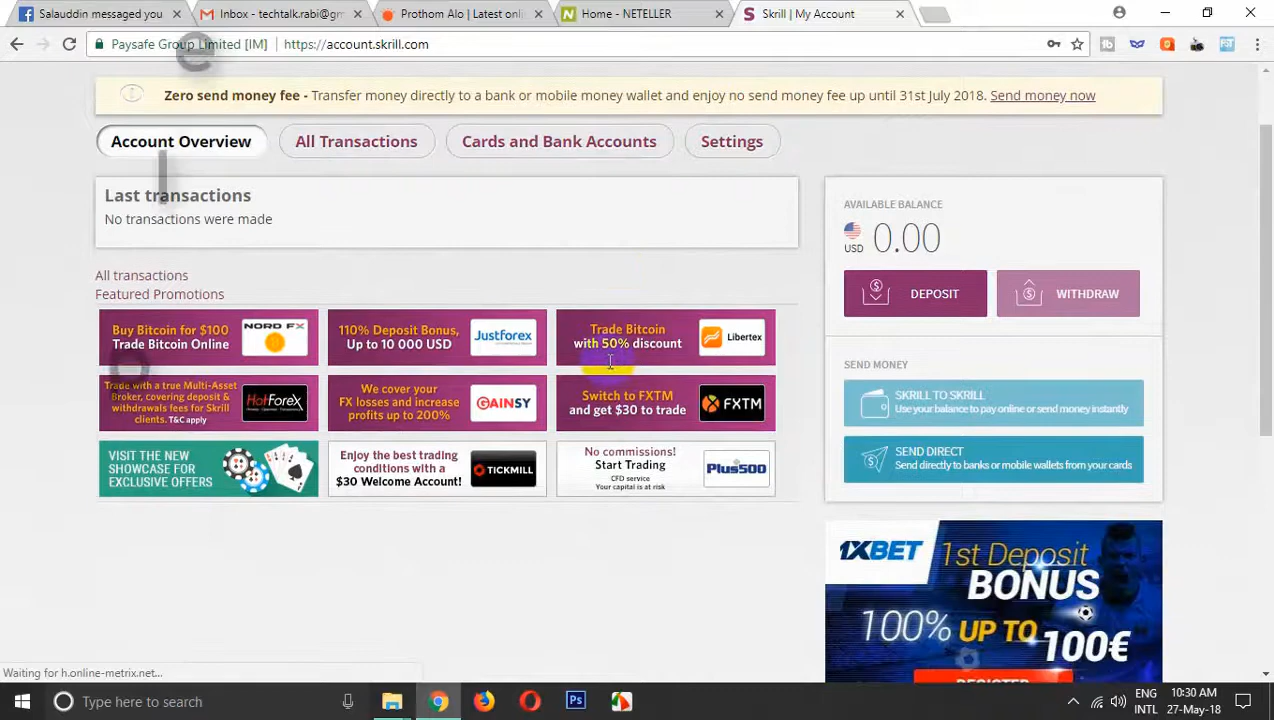 Salauddin messaged you
Inbox - techtalk.rabi@gm
Prothom Alo | Latest onli
Home - NETELLER
Skrill | My Account
Paysafe Group Limited [IM]
https://account.skrill.com
Zero send money fee - Transfer money directly to a bank or mobile money wallet and enjoy no send money fee up until 31st July 2018. Send money now
Account Overview
All Transactions
Cards and Bank Accounts
Settings
Last transactions
No transactions were made
All transactions
Featured Promotions
Buy Bitcoin for $100
Trade Bitcoin Online
NORD FX
110% Deposit Bonus,
Up to 10 000 USD
Justforex
Trade Bitcoin
with 50% discount
Libertex
Trade with a true Multi-Asset
Broker, covering deposit &
withdrawals fees for Skrill
clients. T&C apply
HotForex
We cover your
FX losses and increase
profits up to 200%
GAINSY
Switch to FXTM
and get $30 to trade
FXTM
VISIT THE NEW
SHOWCASE FOR
EXCLUSIVE OFFERS
Enjoy the best trading
conditions with a
$30 Welcome Account!
TICKMILL
No commissions!
Start Trading
CFD service
Your capital is at risk
Plus500
AVAILABLE BALANCE
USD
0.00
DEPOSIT
WITHDRAW
SEND MONEY
SKRILL TO SKRILL
Use your balance to pay online or send money instantly
SEND DIRECT
Send directly to banks or mobile wallets from your cards
1XBET
1st Deposit
BONUS
100% UP TO
100€
REGISTER
Waiting for h.online-metrix.net...
Type here to search
ENG
INTL
10:30 AM
27-May-18